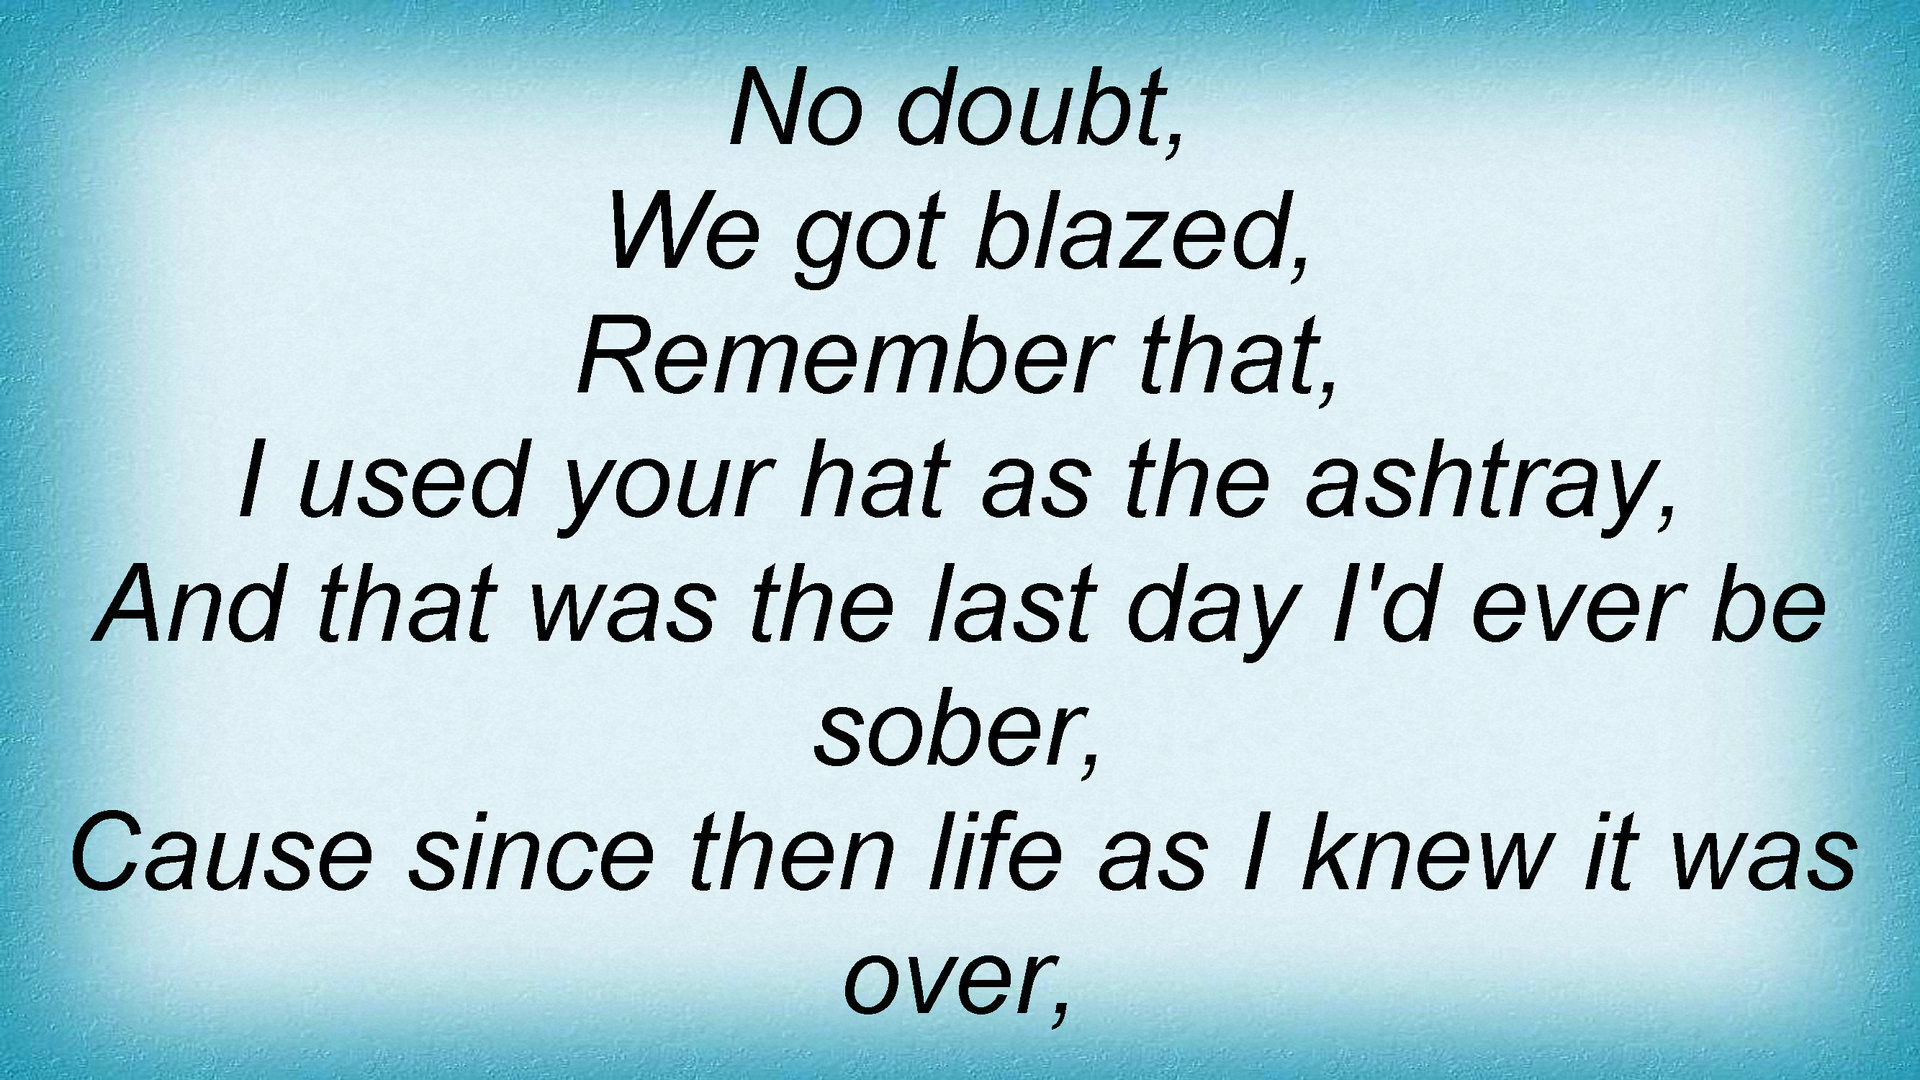 No doubt,
We got blazed,
Remember that,
I used your hat as the ashtray,
And that was the last day I'd ever be
sober,
Cause since then life as I knew it was
over,